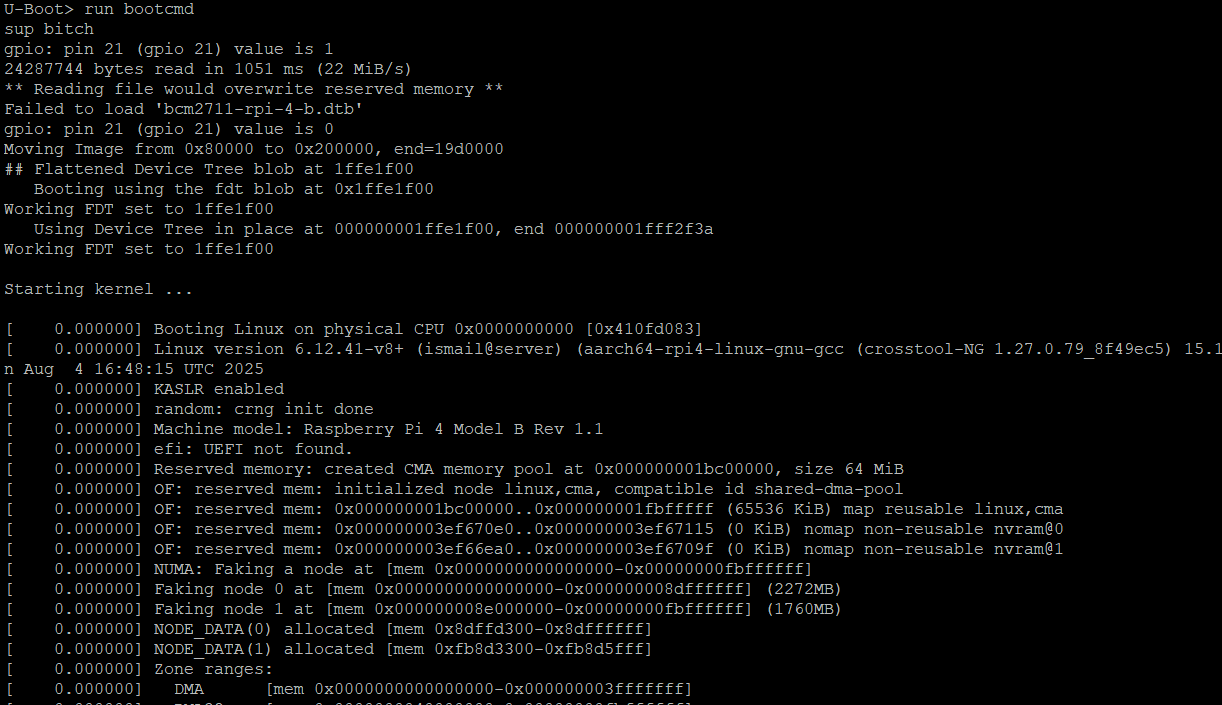 U-Boot> run bootcmd
sup bitch
gpio: pin 21 (gpio 21) value is 1
24287744 bytes read in 1051 ms (22 MiB/s)
** Reading file would overwrite reserved memory **
Failed to load 'bcm2711-rpi-4-b.dtb'
gpio: pin 21 (gpio 21) value is 0
Moving Image from 0x80000 to 0x200000, end=19d0000
## Flattened Device Tree blob at 1ffe1f00
   Booting using the fdt blob at 0x1ffe1f00
Working FDT set to 1ffe1f00
   Using Device Tree in place at 000000001ffe1f00, end 000000001fff2f3a
Working FDT set to 1ffe1f00
Starting kernel ...
[    0.000000] Booting Linux on physical CPU 0x0000000000 [0x410fd083]
[    0.000000] Linux version 6.12.41-v8+ (ismail@server) (aarch64-rpi4-linux-gnu-gcc (crosstool-NG 1.27.0.79_8f49ec5) 15.1
n Aug  4 16:48:15 UTC 2025
[    0.000000] KASLR enabled
[    0.000000] random: crng init done
[    0.000000] Machine model: Raspberry Pi 4 Model B Rev 1.1
[    0.000000] efi: UEFI not found.
[    0.000000] Reserved memory: created CMA memory pool at 0x000000001bc00000, size 64 MiB
[    0.000000] OF: reserved mem: initialized node linux,cma, compatible id shared-dma-pool
[    0.000000] OF: reserved mem: 0x000000001bc00000..0x000000001fbfffff (65536 KiB) map reusable linux,cma
[    0.000000] OF: reserved mem: 0x000000003ef670e0..0x000000003ef67115 (0 KiB) nomap non-reusable nvram@0
[    0.000000] OF: reserved mem: 0x000000003ef66ea0..0x000000003ef6709f (0 KiB) nomap non-reusable nvram@1
[    0.000000] NUMA: Faking a node at [mem 0x0000000000000000-0x00000000fbffffff]
[    0.000000] Faking node 0 at [mem 0x0000000000000000-0x000000008dffffff] (2272MB)
[    0.000000] Faking node 1 at [mem 0x000000008e000000-0x00000000fbffffff] (1760MB)
[    0.000000] NODE_DATA(0) allocated [mem 0x8dffd300-0x8dffffff]
[    0.000000] NODE_DATA(1) allocated [mem 0xfb8d3300-0xfb8d5fff]
[    0.000000] Zone ranges:
[    0.000000]   DMA      [mem 0x0000000000000000-0x000000003fffffff]